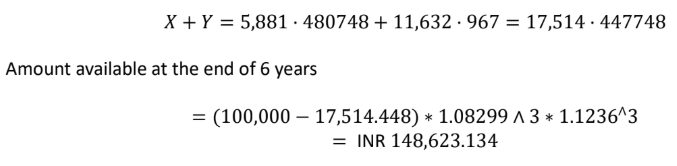 X + Y = 5,881 · 480748 + 11,632 · 967 = 17,514 · 447748
Amount available at the end of 6 years
= (100,000 − 17,514.448) ∗ 1.08299 ∧ 3 ∗ 1.1236^3
= INR 148,623.134